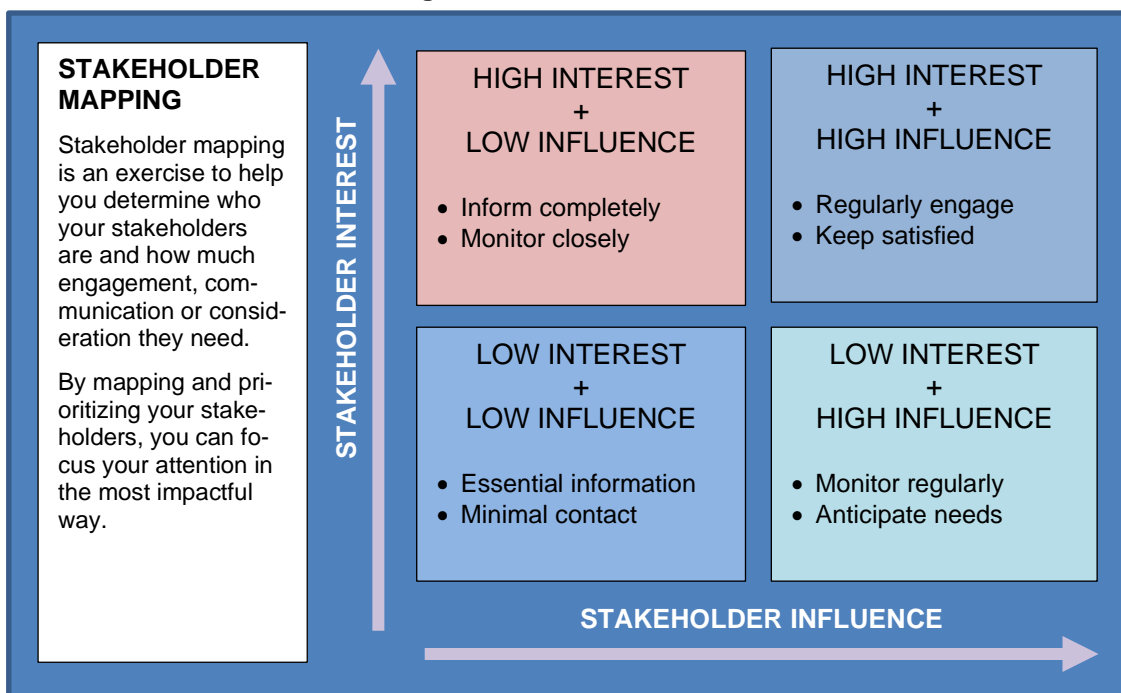 STAKEHOLDER
MAPPING
Stakeholder mapping
is an exercise to help
you determine who
your stakeholders
are and how much
engagement, com-
munication or consid-
eration they need.
By mapping and pri-
oritizing your stake-
holders, you can fo-
cus your attention in
the most impactful
way.
STAKEHOLDER INTEREST
HIGH INTEREST
+
LOW INFLUENCE
• Inform completely
• Monitor closely
HIGH INTEREST
+
HIGH INFLUENCE
• Regularly engage
• Keep satisfied
LOW INTEREST
+
LOW INFLUENCE
• Essential information
• Minimal contact
LOW INTEREST
+
HIGH INFLUENCE
• Monitor regularly
• Anticipate needs
STAKEHOLDER INFLUENCE